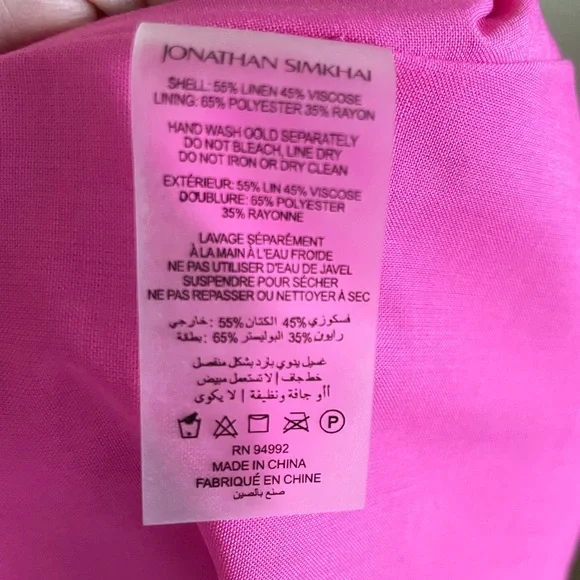 JONATHAN SIMKHAI
SHELL: 55% LINEN 45% VISCOSE
LINING: 65% POLYESTER 35% RAYON
HAND WASH COLD SEPARATELY
DO NOT BLEACH, LINE DRY
DO NOT IRON OR DRY CLEAN
EXTÉRIEUR: 55% LIN 45% VISCOSE
DOUBLURE: 65% POLYESTER
35% RAYONNE
LAVAGE SÉPARÉMENT
À LA MAIN À L'EAU FROIDE
NE PAS UTILISER D'EAU DE JAVEL
SUSPENDRE POUR SÉCHER
NE PAS REPASSER OU NETTOYER À SEC
فسكوزي 45% الكتان 55% :خارجي
رايون 35% البوليستر 65% :بطقة
غسيل يدوي بارد بشكل منفصل
خط جاف | لا تستعمل مبيض
أاو جافة ونظيفة | لا يكوى
P
RN 94992
MADE IN CHINA
FABRIQUÉ EN CHINE
صنع بالصين